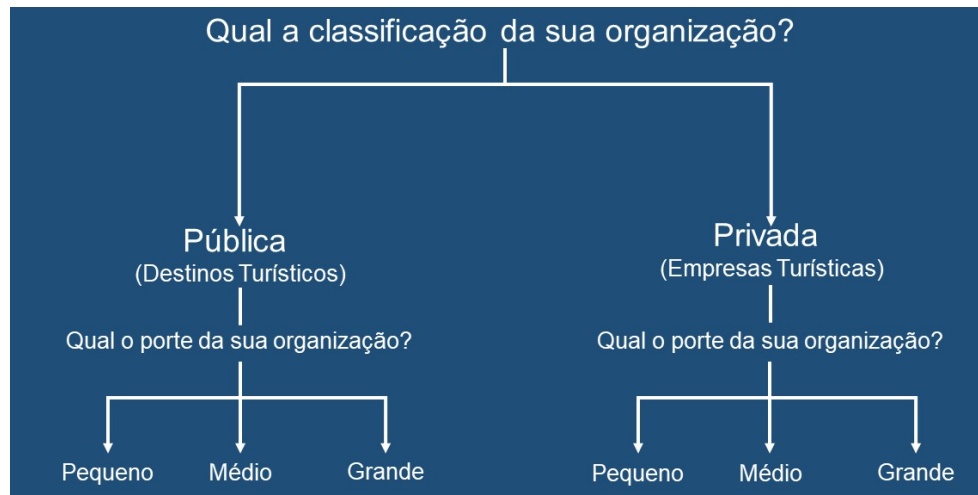 Qual a classificação da sua organização?
Pública
(Destinos Turísticos)
Qual o porte da sua organização?
Pequeno
Médio
Grande
Privada
(Empresas Turísticas)
Qual o porte da sua organização?
Pequeno
Médio
Grande